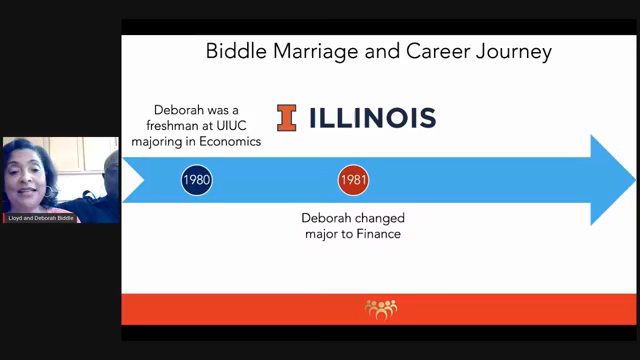 Biddle Marriage and Career Journey
Deborah was a
freshman at UIUC
majoring in Economics
I ILLINOIS
1980
1981
Deborah changed
major to Finance
Lloyd and Deborah Biddle